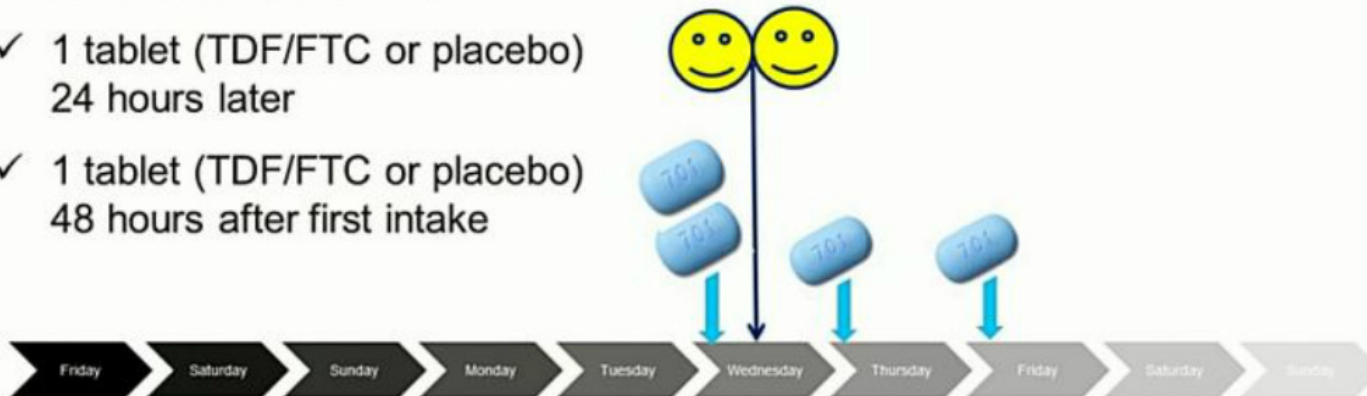 ✓ 1 tablet (TDF/FTC or placebo)
24 hours later
✓ 1 tablet (TDF/FTC or placebo)
48 hours after first intake
701
701
701
701
Friday
Saturday
Sunday
Monday
Tuesday
Wednesday
Thursday
Friday
Saturday
Sunday